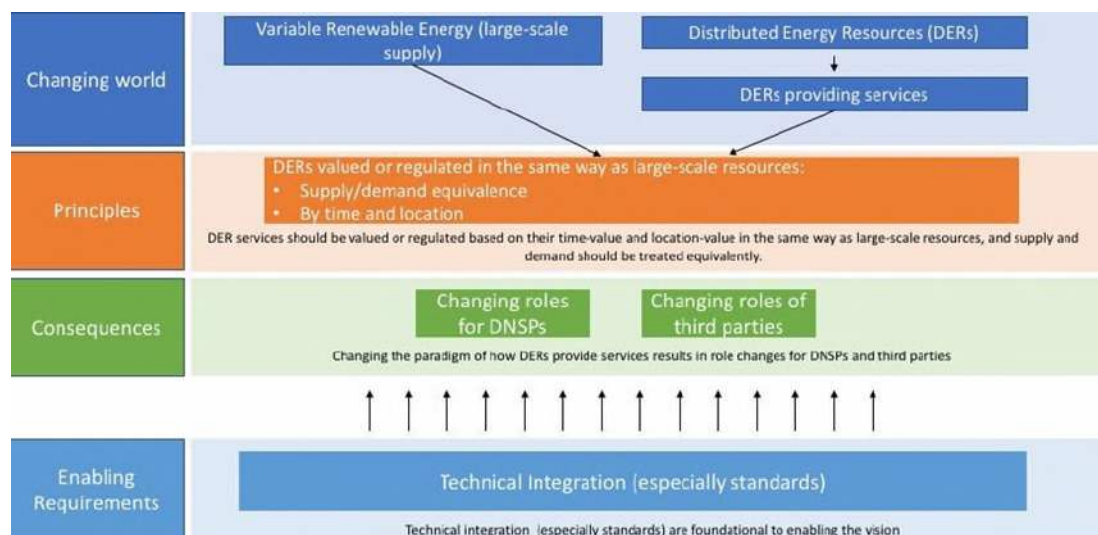 Changing world
Variable Renewable Energy (large-scale
supply)
Distributed Energy Resources (DERs)
DERs providing services
Principles
DERs valued or regulated in the same way as large-scale resources:
• Supply/demand equivalence
• By time and location
DER services should be valued or regulated based on their time-value and location-value in the same way as large-scale resources, and supply and
demand should be treated equivalently.
Consequences
Changing roles
for DNSPs
Changing roles of
third parties
Changing the paradigm of how DERs provide services results in role changes for DNSPs and third parties
Enabling
Requirements
Technical Integration (especially standards)
Technical integration (especially standards) are foundational to enabling the vision